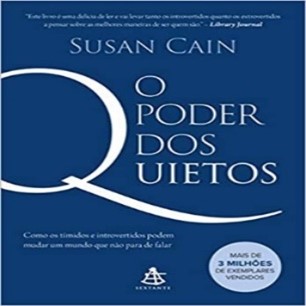 "Este livro é uma delícia de ler e vai levar tanto os introvertidos quanto os extrovertidos
a pensar sobre as melhores maneiras de ser quem são." – Library Journal
SUSAN CAIN
O
PODER
DOS
QUIETOS
Como os tímidos e introvertidos podem
mudar um mundo que não para de falar
MAIS DE
3 MILHÕES
DE EXEMPLARES
VENDIDOS
SEXTANTE